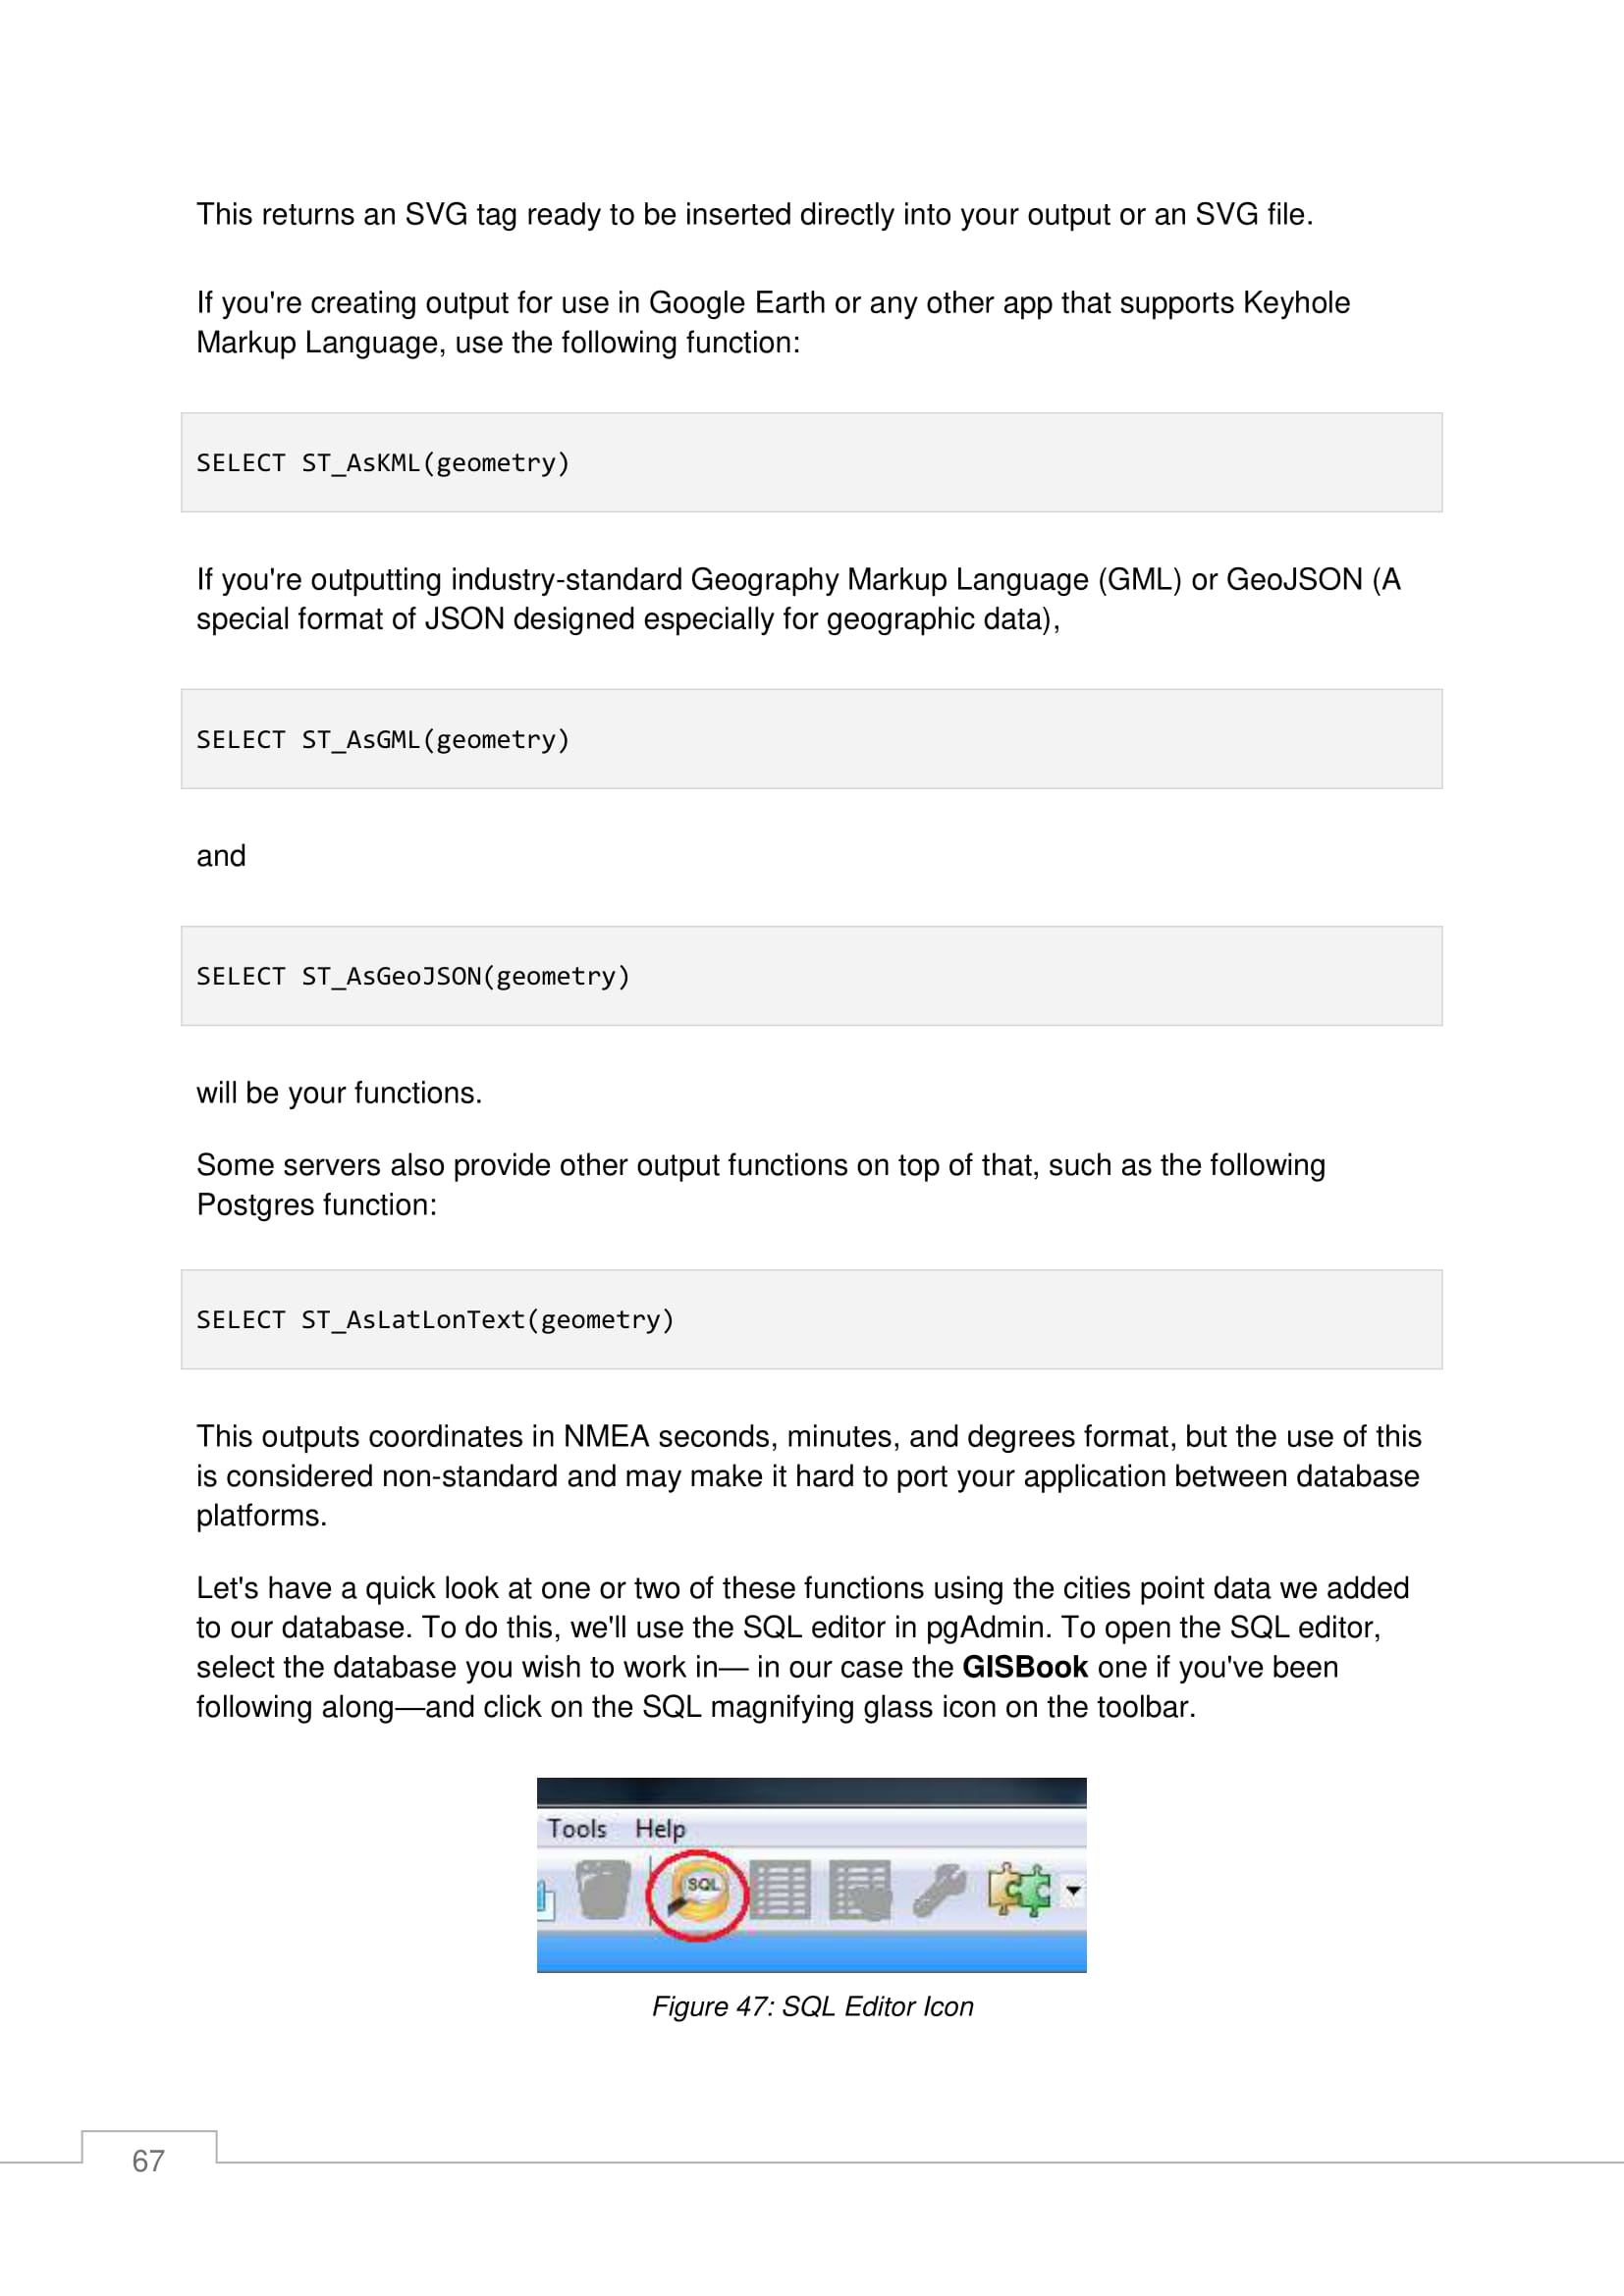 This returns an SVG tag ready to be inserted directly into your output or an SVG file.
If you're creating output for use in Google Earth or any other app that supports Keyhole
Markup Language, use the following function:
SELECT ST_AsKML(geometry)
If you're outputting industry-standard Geography Markup Language (GML) or GeoJSON (A
special format of JSON designed especially for geographic data),
SELECT ST_AsGML(geometry)
and
SELECT ST_AsGeoJSON(geometry)
will be your functions.
Some servers also provide other output functions on top of that, such as the following
Postgres function:
SELECT ST_AsLatLonText(geometry)
This outputs coordinates in NMEA seconds, minutes, and degrees format, but the use of this
is considered non-standard and may make it hard to port your application between database
platforms.
Let's have a quick look at one or two of these functions using the cities point data we added
to our database. To do this, we'll use the SQL editor in pgAdmin. To open the SQL editor,
select the database you wish to work in— in our case the GISBook one if you've been
following along—and click on the SQL magnifying glass icon on the toolbar.
Tools Help
SQL
Figure 47: SQL Editor Icon
67